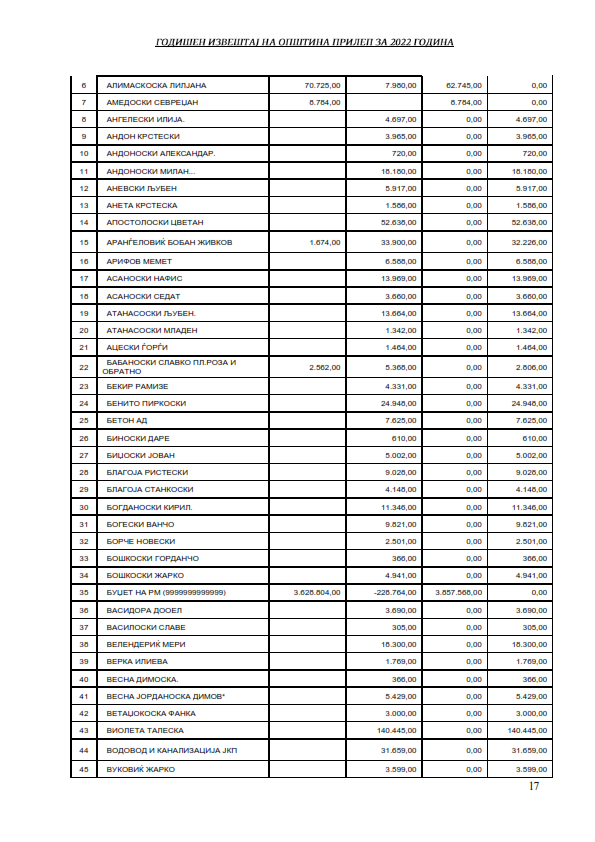 ГОДИШЕН ИЗВЕШТАЈ НА ОПШТИНА ПРИЛЕП ЗА 2022 ГОДИНА
6 АЛИМАСКОСКА ЛИЛЈАНА 70.725,00 7.980,00 62.745,00 0,00
7 АМЕДОСКИ СЕВРЕЏАН 8.784,00 8.784,00 0,00
8 АНГЕЛЕСКИ ИЛИЈА. 4.697,00 0,00 4.697,00
9 АНДОН КРСТЕСКИ 3.965,00 0,00 3.965,00
10 АНДОНОСКИ АЛЕКСАНДАР. 720,00 0,00 720,00
11 АНДОНОСКИ МИЛАН... 18.180,00 0,00 18.180,00
12 АНЕВСКИ ЉУБЕН 5.917,00 0,00 5.917,00
13 АНЕТА КРСТЕСКА 1.586,00 0,00 1.586,00
14 АПОСТОЛОСКИ ЦВЕТАН 52.638,00 0,00 52.638,00
15 АРАНЃЕЛОВИЌ БОБАН ЖИВКОВ 1.674,00 33.900,00 0,00 32.226,00
16 АРИФОВ МЕМЕТ 6.588,00 0,00 6.588,00
17 АСАНОСКИ НАФИС 13.969,00 0,00 13.969,00
18 АСАНОСКИ СЕДАТ 3.660,00 0,00 3.660,00
19 АТАНАСОСКИ ЉУБЕН. 13.664,00 0,00 13.664,00
20 АТАНАСОСКИ МЛАДЕН 1.342,00 0,00 1.342,00
21 АЦЕСКИ ЃОРЃИ 1.464,00 0,00 1.464,00
22 БАБАНОСКИ СЛАВКО ПЛ.РОЗА И
ОБРАТНО 2.562,00 5.368,00 0,00 2.806,00
23 БЕКИР РАМИЗЕ 4.331,00 0,00 4.331,00
24 БЕНИТО ПИРКОСКИ 24.948,00 0,00 24.948,00
25 БЕТОН АД 7.625,00 0,00 7.625,00
26 БИНОСКИ ДАРЕ 610,00 0,00 610,00
27 БИЏОСКИ ЈОВАН 5.002,00 0,00 5.002,00
28 БЛАГОЈА РИСТЕСКИ 9.028,00 0,00 9.028,00
29 БЛАГОЈА СТАНКОСКИ 4.148,00 0,00 4.148,00
30 БОГДАНОСКИ КИРИЛ. 11.346,00 0,00 11.346,00
31 БОГЕСКИ ВАНЧО 9.821,00 0,00 9.821,00
32 БОРЧЕ НОВЕСКИ 2.501,00 0,00 2.501,00
33 БОШКОСКИ ГОРДАНЧО 366,00 0,00 366,00
34 БОШКОСКИ ЖАРКО 4.941,00 0,00 4.941,00
35 БУЏЕТ НА РМ (9999999999999) 3.628.804,00 -228.764,00 3.857.568,00 0,00
36 ВАСИДОРА ДООЕЛ 3.690,00 0,00 3.690,00
37 ВАСИЛОСКИ СЛАВЕ 305,00 0,00 305,00
38 ВЕЛЕНДЕРИЌ МЕРИ 18.300,00 0,00 18.300,00
39 ВЕРКА ИЛИЕВА 1.769,00 0,00 1.769,00
40 ВЕСНА ДИМОСКА. 366,00 0,00 366,00
41 ВЕСНА ЈОРДАНОСКА ДИМОВ* 5.429,00 0,00 5.429,00
42 ВЕТАЏОКОСКА ФАНКА 3.000,00 0,00 3.000,00
43 ВИОЛЕТА ТАЛЕСКА 140.445,00 0,00 140.445,00
44 ВОДОВОД И КАНАЛИЗАЦИЈА ЈКП 31.659,00 0,00 31.659,00
45 ВУКОВИЌ ЖАРКО 3.599,00 0,00 3.599,00
17